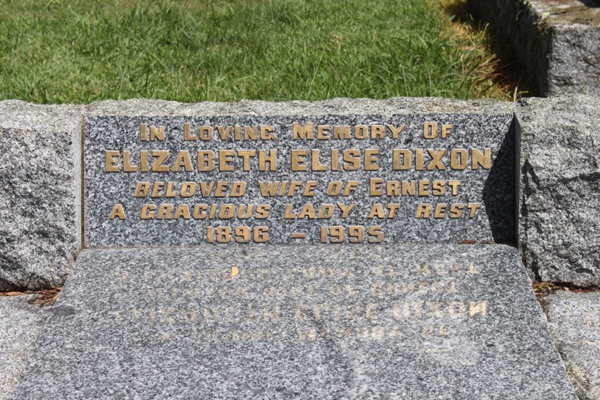 In Loving Memory Of
ELIZABETH ELISE DIXON
BELOVED WIFE OF ERNEST
A GRACIOUS LADY AT REST
1896 – 1995